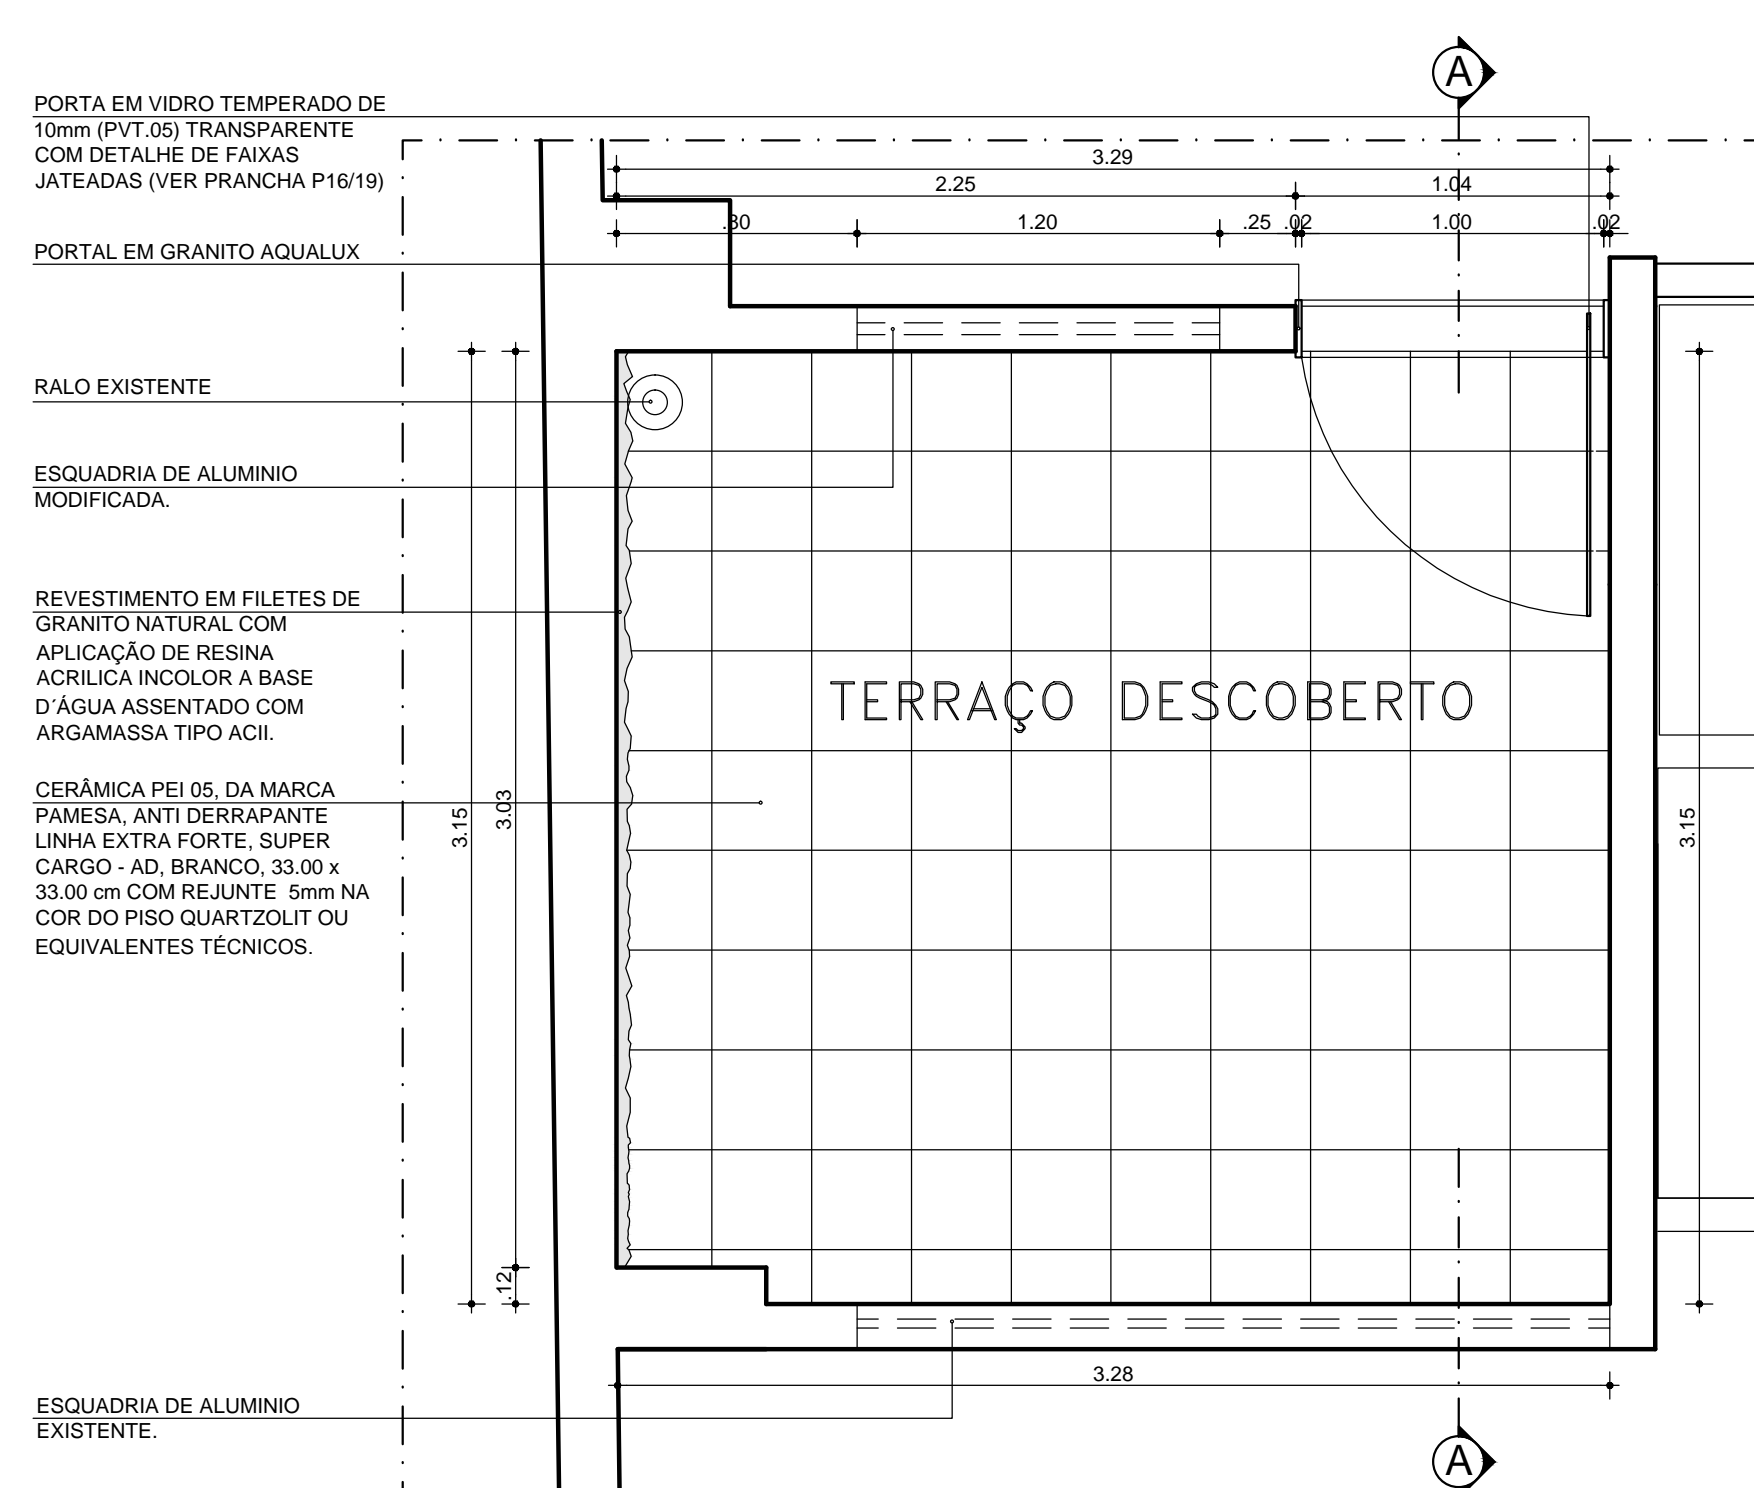 A
PORTA EM VIDRO TEMPERADO DE
10mm (PVT.05) TRANSPARENTE
COM DETALHE DE FAIXAS
JATEADAS (VER PRANCHA P16/19)
3.29
2.25
1.04
.80
1.20
.25
.02
1.00
.02
PORTAL EM GRANITO AQUALUX
RALO EXISTENTE
ESQUADRIA DE ALUMINIO
MODIFICADA.
REVESTIMENTO EM FILETES DE
GRANITO NATURAL COM
APLICAÇÃO DE RESINA
ACRILICA INCOLOR A BASE
D´ÁGUA ASSENTADO COM
ARGAMASSA TIPO ACII.
TERRAÇO DESCOBERTO
CERÂMICA PEI 05, DA MARCA
PAMESA, ANTI DERRAPANTE
LINHA EXTRA FORTE, SUPER
CARGO - AD, BRANCO, 33.00 x
33.00 cm COM REJUNTE 5mm NA
COR DO PISO QUARTZOLIT OU
EQUIVALENTES TÉCNICOS.
3.15
3.03
3.15
.12
3.28
ESQUADRIA DE ALUMINIO
EXISTENTE.
A